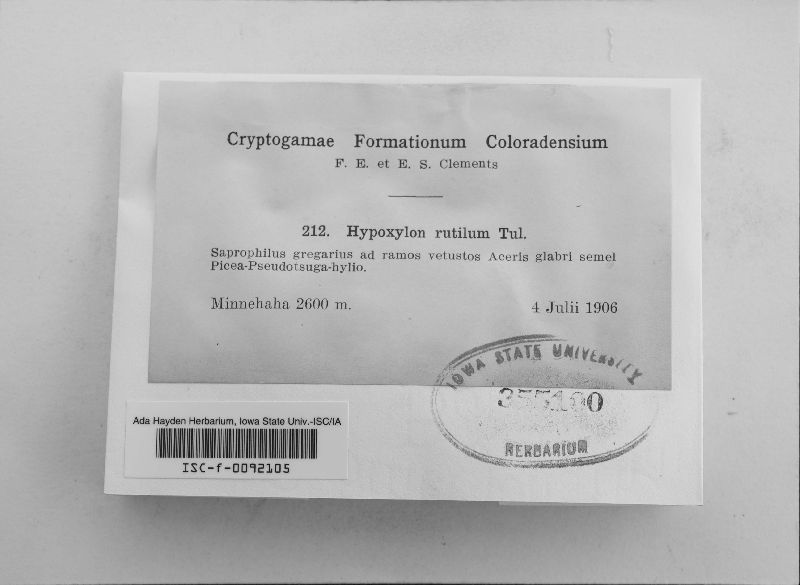 Cryptogamae Formationum Coloradensium
F. E. et E. S. Clements
212. Hypoxylon rutilum Tul.
Saprophilus gregarius ad ramos vetustos Aceris glabri semel
Picea-Pseudotsuga-hylio.
Minnehaha 2600 m. 4 Julii 1906
IOWA STATE UNIVERSITY
HERBARIUM
Ada Hayden Herbarium, Iowa State Univ.-ISC/IA
ISC-f-0092105